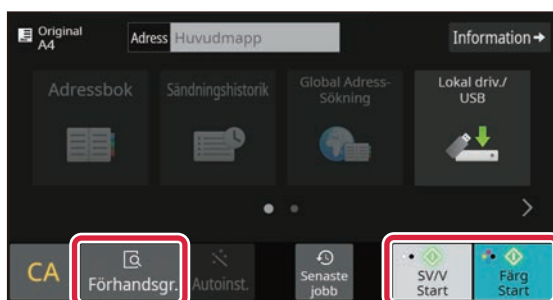 Original
A4
Adress Huvudmapp
Information
Adressbok
Sändningshistorik
Global Adress-
Sökning
Lokal driv./
USB
CA
Förhandsgr.
Autoinst.
Senaste
jobb
SV/V
Start
Färg
Start